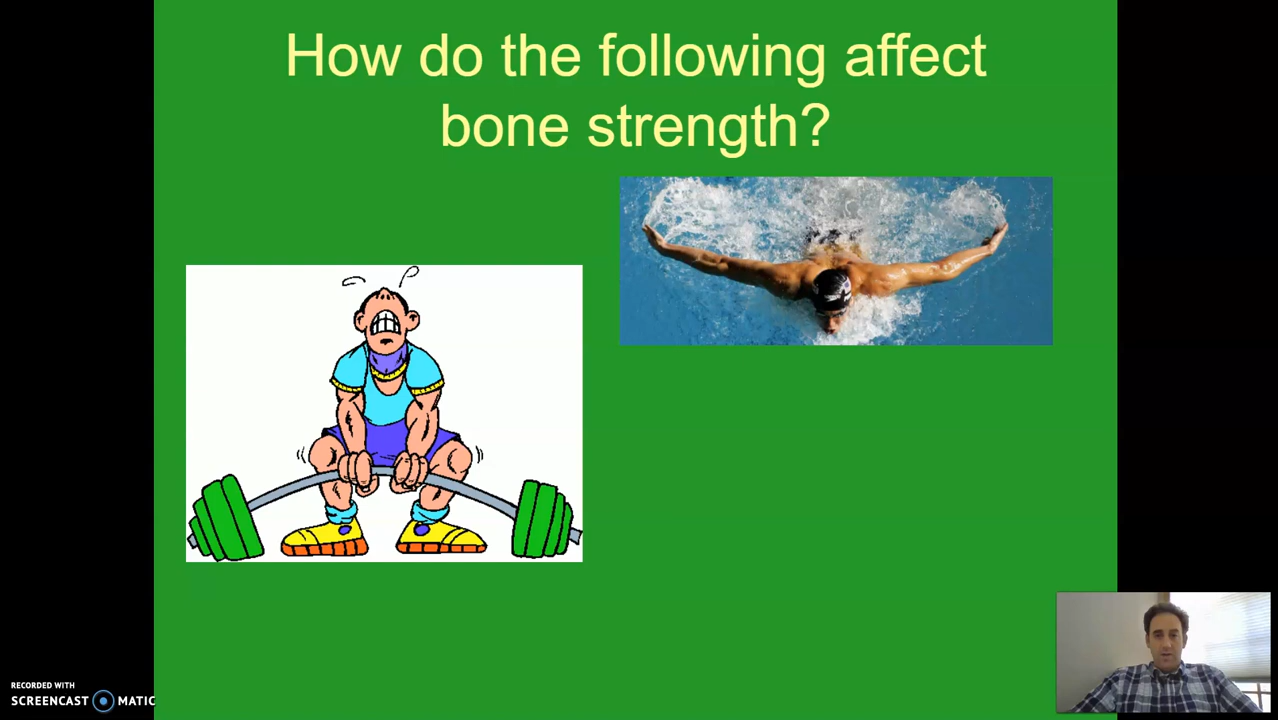 How do the following affect
bone strength?
RECORDED WITH
SCREENCAST MATIC